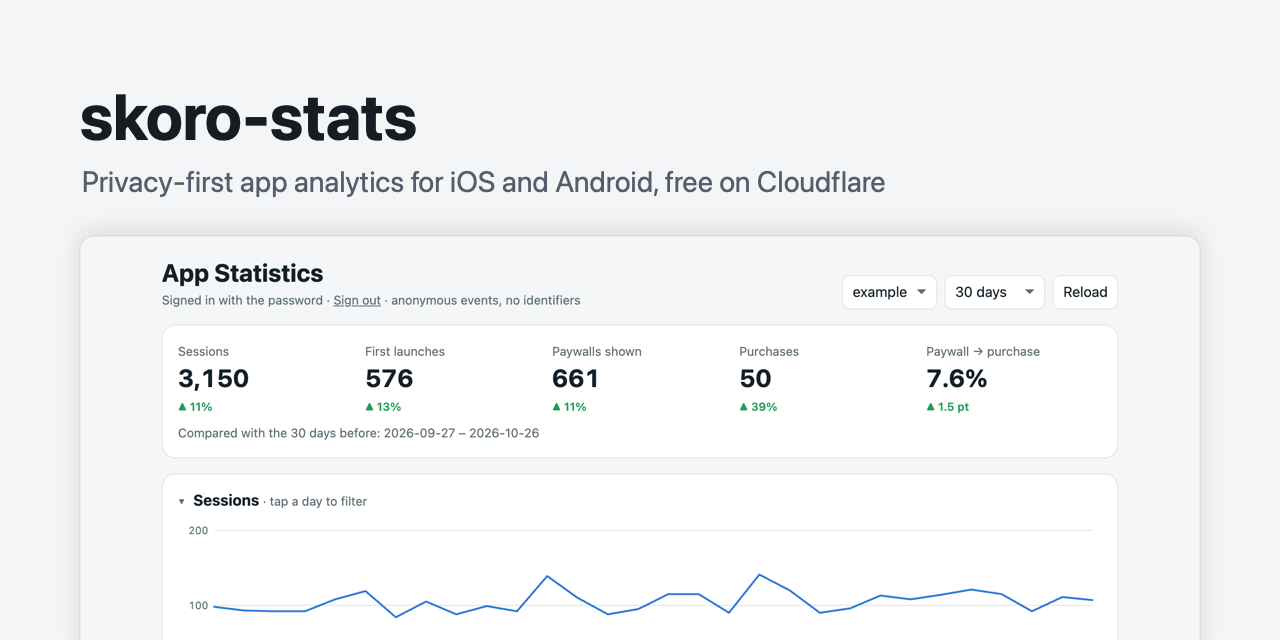 skoro-stats
Privacy-first app analytics for iOS and Android, free on Cloudflare
App Statistics
Signed in with the password · Sign out · anonymous events, no identifiers
example
30 days
Reload
Sessions
First launches
Paywalls shown
Purchases
Paywall → purchase
3,150
576
661
50
7.6%
▲ 11%
▲ 13%
▲ 11%
▲ 39%
▲ 1.5 pt
Compared with the 30 days before: 2026-09-27 – 2026-10-26
▼ Sessions · tap a day to filter
200
100